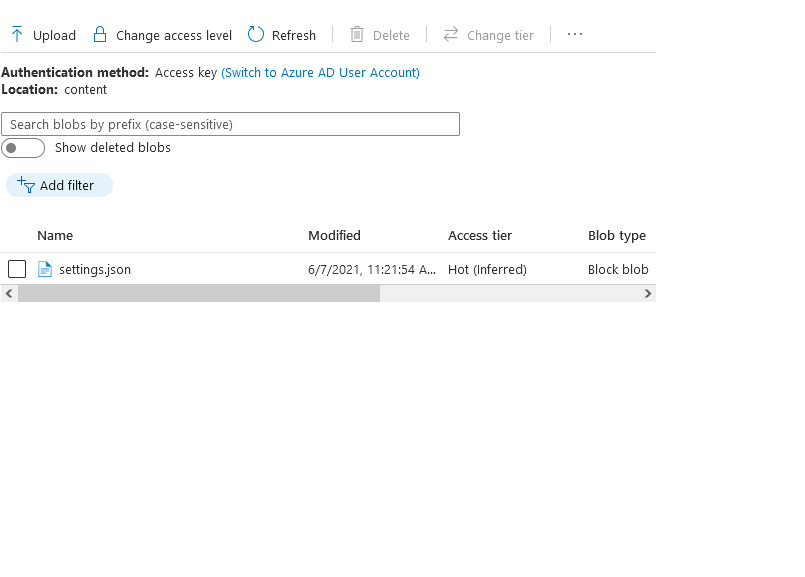 Upload Change access level Refresh Delete Change tier ...
Authentication method: Access key (Switch to Azure AD User Account)
Location: content
Search blobs by prefix (case-sensitive)
Show deleted blobs
Add filter
Name Modified Access tier Blob type
settings.json 6/7/2021, 11:21:54 A... Hot (Inferred) Block blob